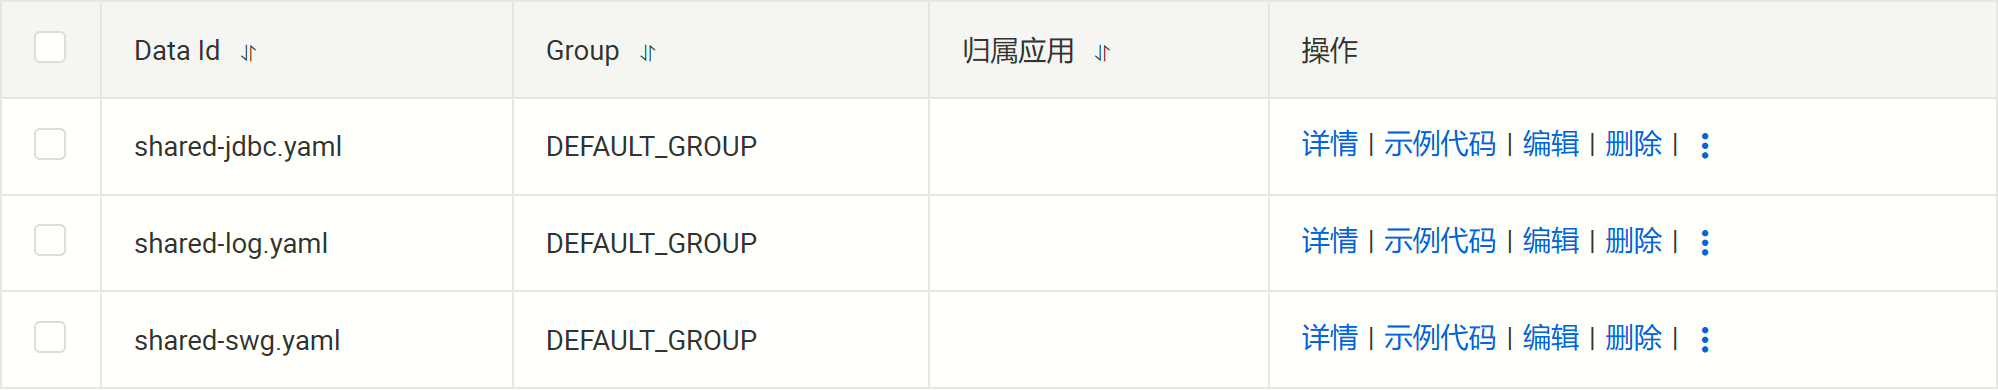 Data Id Group 归属应用 操作
shared-jdbc.yaml DEFAULT_GROUP 详情 | 示例代码 | 编辑 | 删除 |
shared-log.yaml DEFAULT_GROUP 详情 | 示例代码 | 编辑 | 删除 |
shared-swg.yaml DEFAULT_GROUP 详情 | 示例代码 | 编辑 | 删除 |